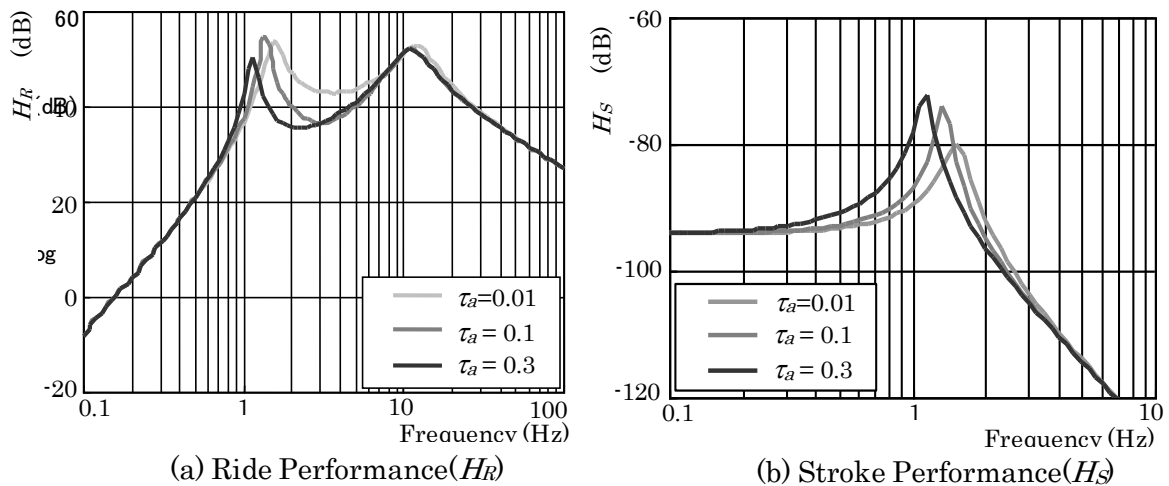 H_R (dB)
60
60
40
20
0
-20
0.1
1
10
100
Frequency (Hz)
(dB)
og
τa=0.01
τa = 0.1
τa = 0.3
(a) Ride Performance(H_R)
H_S (dB)
-60
-80
-100
-120
0.1
1
10
Frequency (Hz)
τa=0.01
τa = 0.1
τa = 0.3
(b) Stroke Performance(H_S)